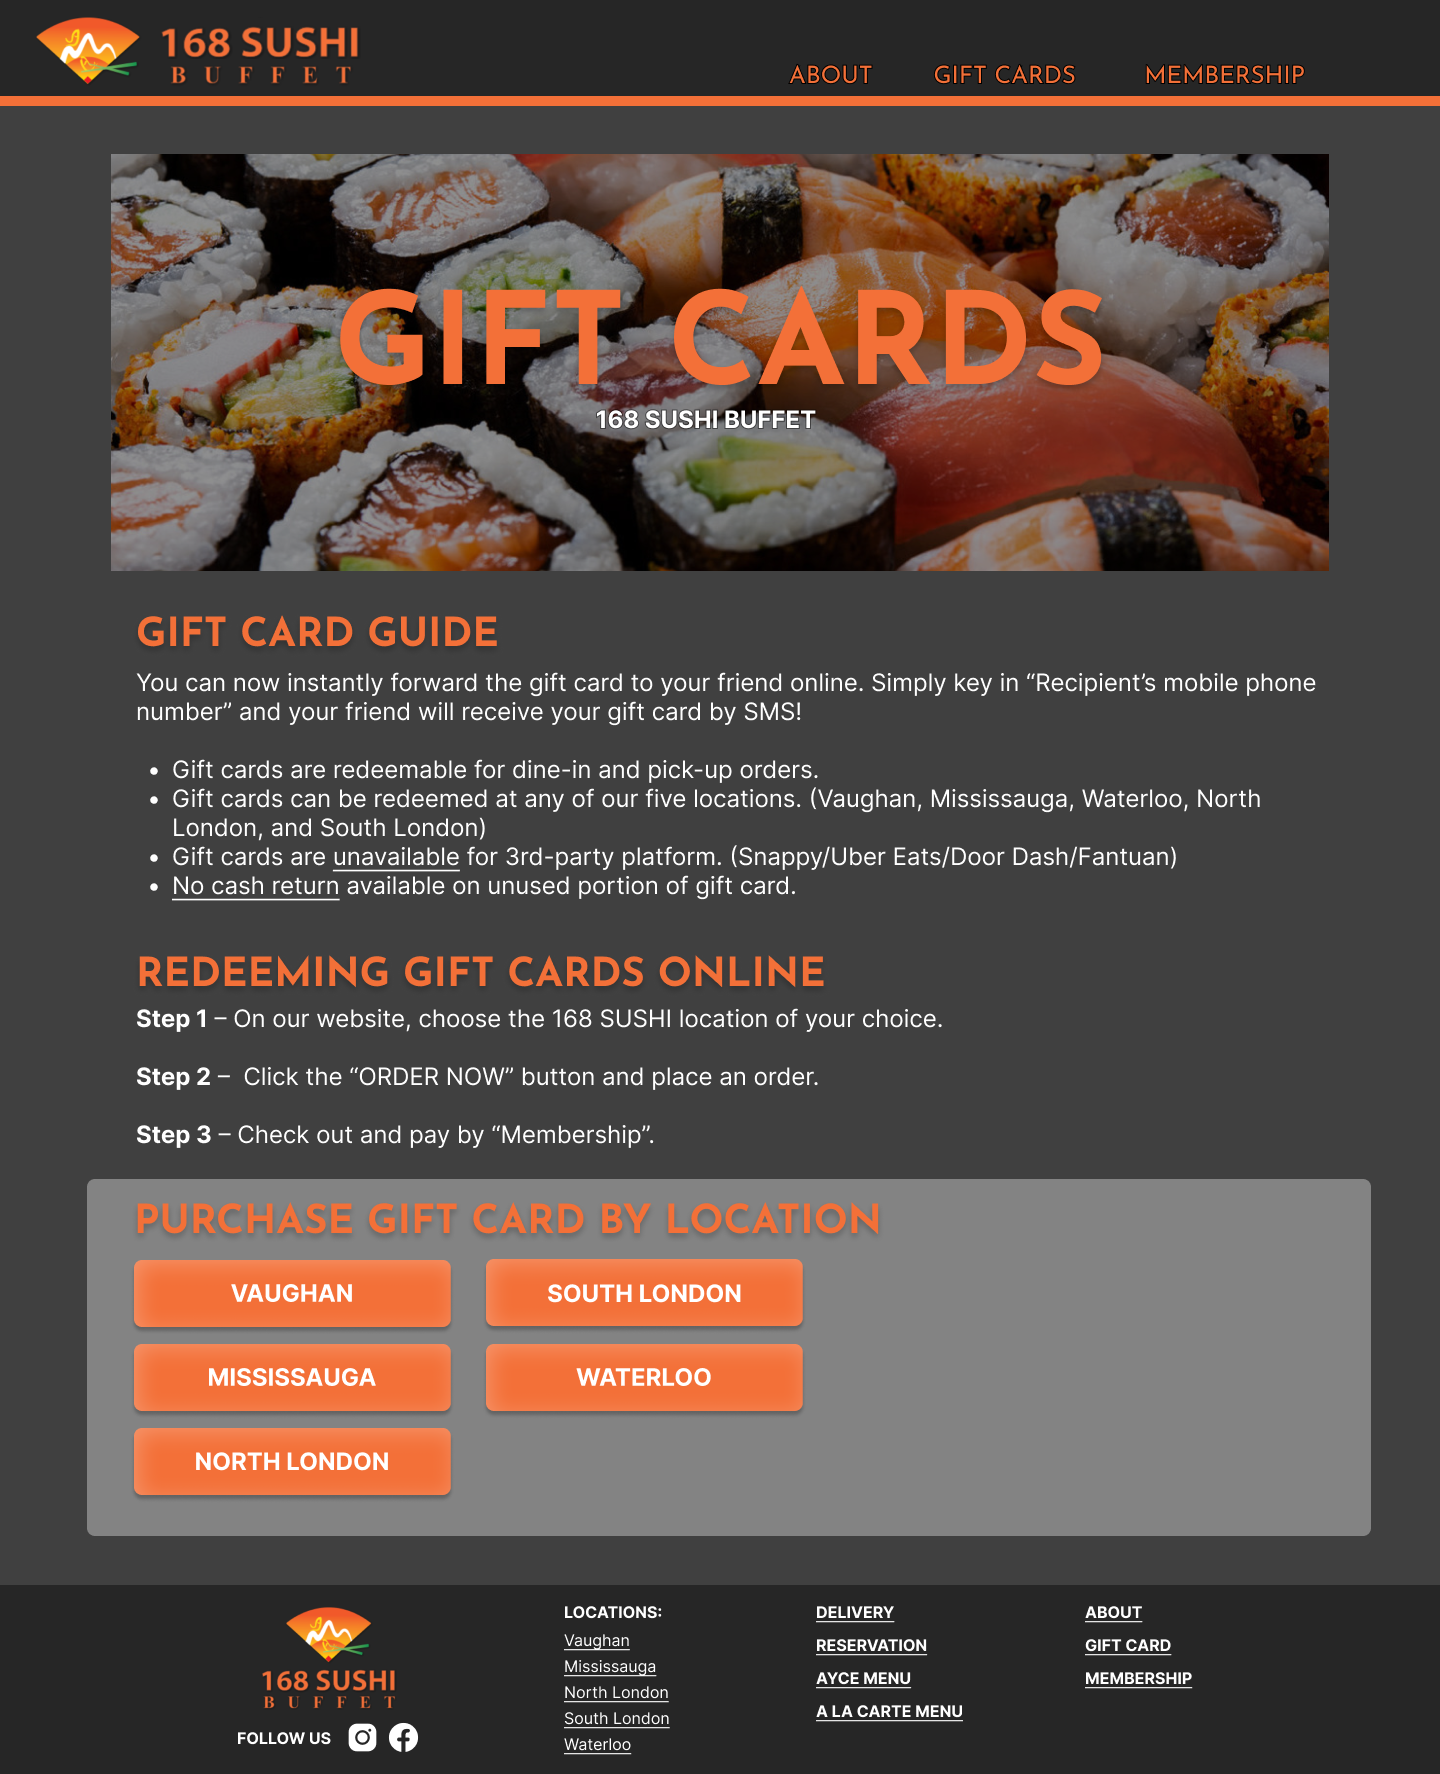 168 SUSHI
BUFFET
ABOUT
GIFT CARDS
MEMBERSHIP
GIFT CARDS
168 SUSHI BUFFET
GIFT CARD GUIDE
You can now instantly forward the gift card to your friend online. Simply key in “Recipient’s mobile phone
number” and your friend will receive your gift card by SMS!
• Gift cards are redeemable for dine-in and pick-up orders.
• Gift cards can be redeemed at any of our five locations. (Vaughan, Mississauga, Waterloo, North
London, and South London)
• Gift cards are unavailable for 3rd-party platform. (Snappy/Uber Eats/Door Dash/Fantuan)
• No cash return available on unused portion of gift card.
REDEEMING GIFT CARDS ONLINE
Step 1 – On our website, choose the 168 SUSHI location of your choice.
Step 2 –  Click the “ORDER NOW” button and place an order.
Step 3 – Check out and pay by “Membership”.
PURCHASE GIFT CARD BY LOCATION
VAUGHAN
SOUTH LONDON
MISSISSAUGA
WATERLOO
NORTH LONDON
168 SUSHI
BUFFET
FOLLOW US
LOCATIONS:
Vaughan
Mississauga
North London
South London
Waterloo
DELIVERY
RESERVATION
AYCE MENU
A LA CARTE MENU
ABOUT
GIFT CARD
MEMBERSHIP